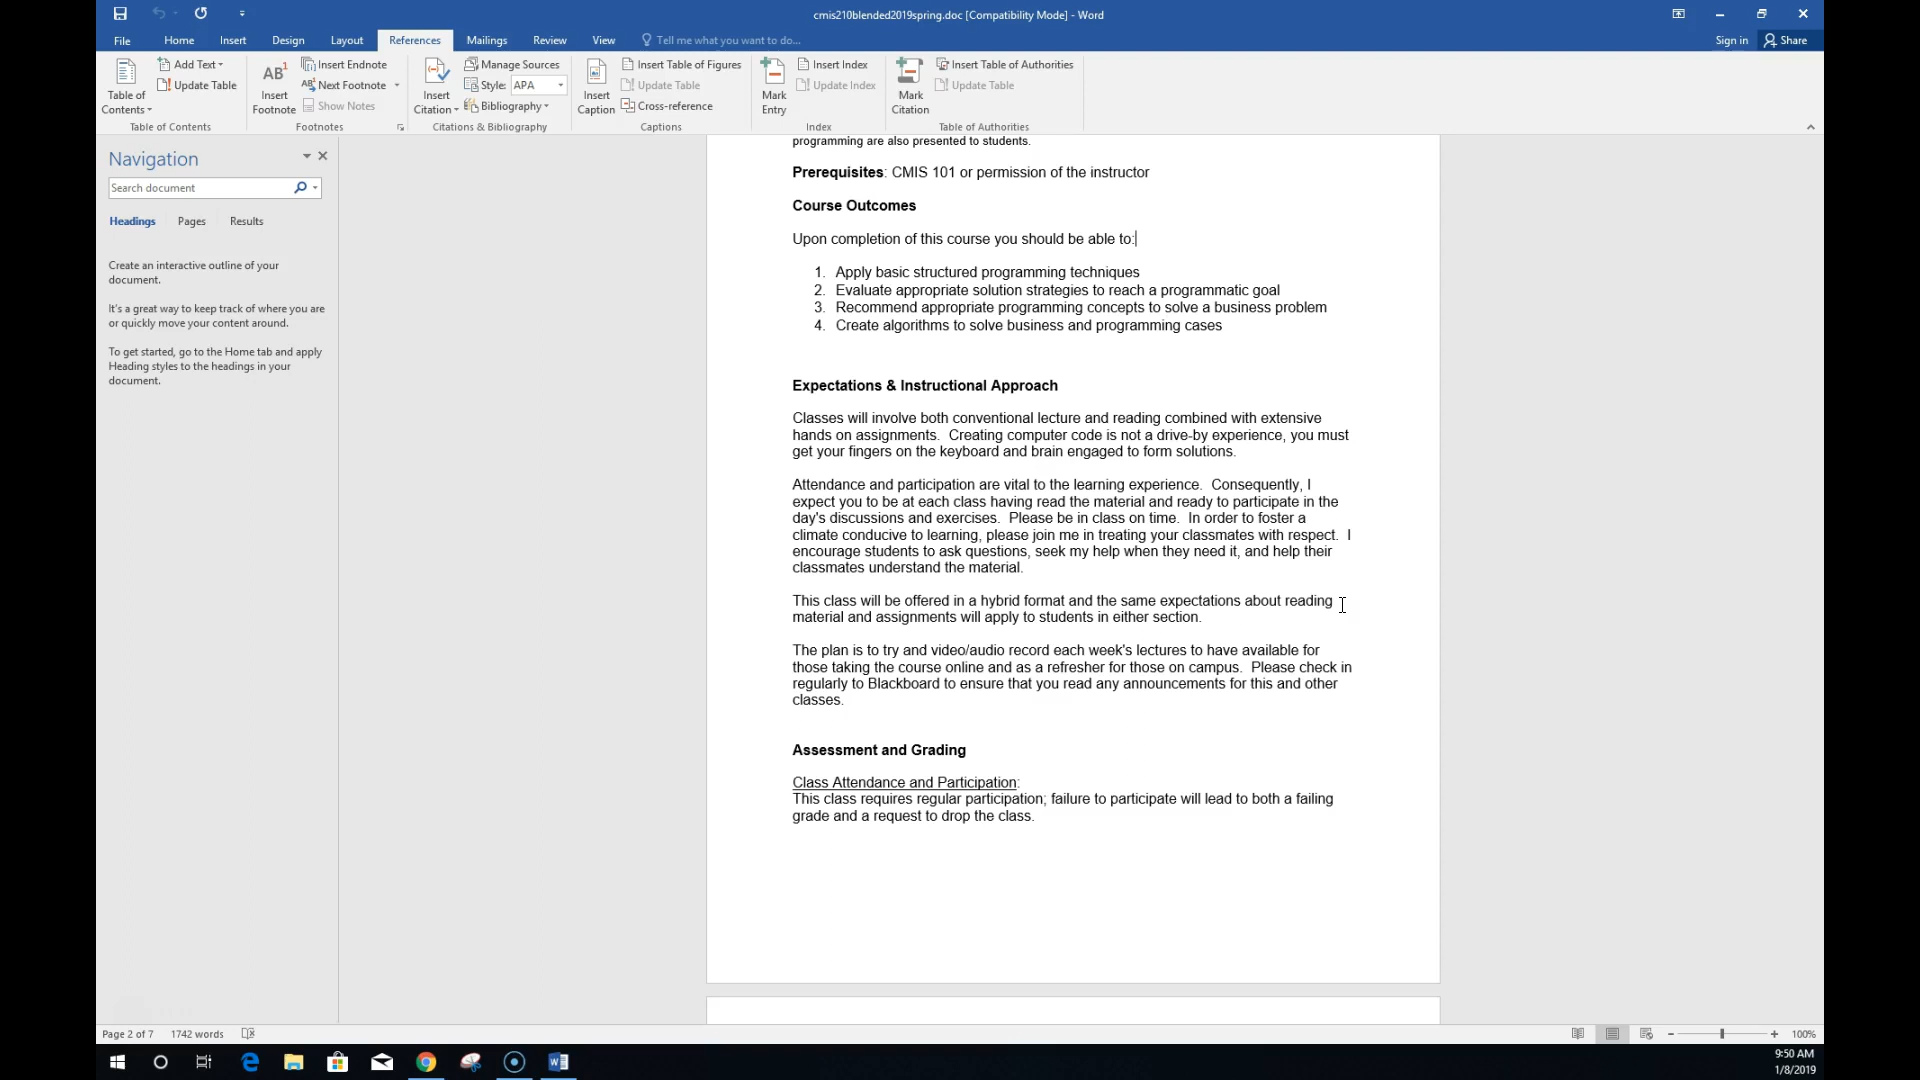 cmis210blended2019spring.doc [Compatibility Mode] - Word
File Home Insert Design Layout References Mailings Review View Tell me what you want to do...
Sign in Share
Table of Contents
Add Text
Update Table
Table of Contents
AB1
Insert Footnote
Insert Endnote
Next Footnote
Show Notes
Footnotes
Insert Citation
Manage Sources
Style: APA
Bibliography
Citations & Bibliography
Insert Caption
Insert Table of Figures
Update Table
Cross-reference
Captions
Mark Entry
Insert Index
Update Index
Index
Mark Citation
Insert Table of Authorities
Update Table
Table of Authorities
Navigation
Search document
Headings Pages Results
Create an interactive outline of your
document.
It's a great way to keep track of where you are
or quickly move your content around.
To get started, go to the Home tab and apply
Heading styles to the headings in your
document.
programming are also presented to students.
Prerequisites: CMIS 101 or permission of the instructor
Course Outcomes
Upon completion of this course you should be able to:
1. Apply basic structured programming techniques
2. Evaluate appropriate solution strategies to reach a programmatic goal
3. Recommend appropriate programming concepts to solve a business problem
4. Create algorithms to solve business and programming cases
Expectations & Instructional Approach
Classes will involve both conventional lecture and reading combined with extensive
hands on assignments. Creating computer code is not a drive-by experience, you must
get your fingers on the keyboard and brain engaged to form solutions.
Attendance and participation are vital to the learning experience. Consequently, I
expect you to be at each class having read the material and ready to participate in the
day's discussions and exercises. Please be in class on time. In order to foster a
climate conducive to learning, please join me in treating your classmates with respect. I
encourage students to ask questions, seek my help when they need it, and help their
classmates understand the material.
This class will be offered in a hybrid format and the same expectations about reading
material and assignments will apply to students in either section.
The plan is to try and video/audio record each week's lectures to have available for
those taking the course online and as a refresher for those on campus. Please check in
regularly to Blackboard to ensure that you read any announcements for this and other
classes.
Assessment and Grading
Class Attendance and Participation:
This class requires regular participation; failure to participate will lead to both a failing
grade and a request to drop the class.
Page 2 of 7 1742 words
100%
9:50 AM
1/8/2019